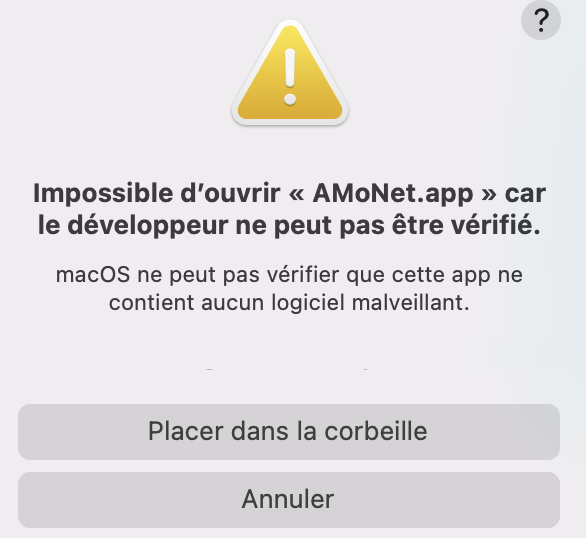 ?
Impossible d’ouvrir « AMoNet.app » car
le développeur ne peut pas être vérifié.
macOS ne peut pas vérifier que cette app ne
contient aucun logiciel malveillant.
Placer dans la corbeille
Annuler